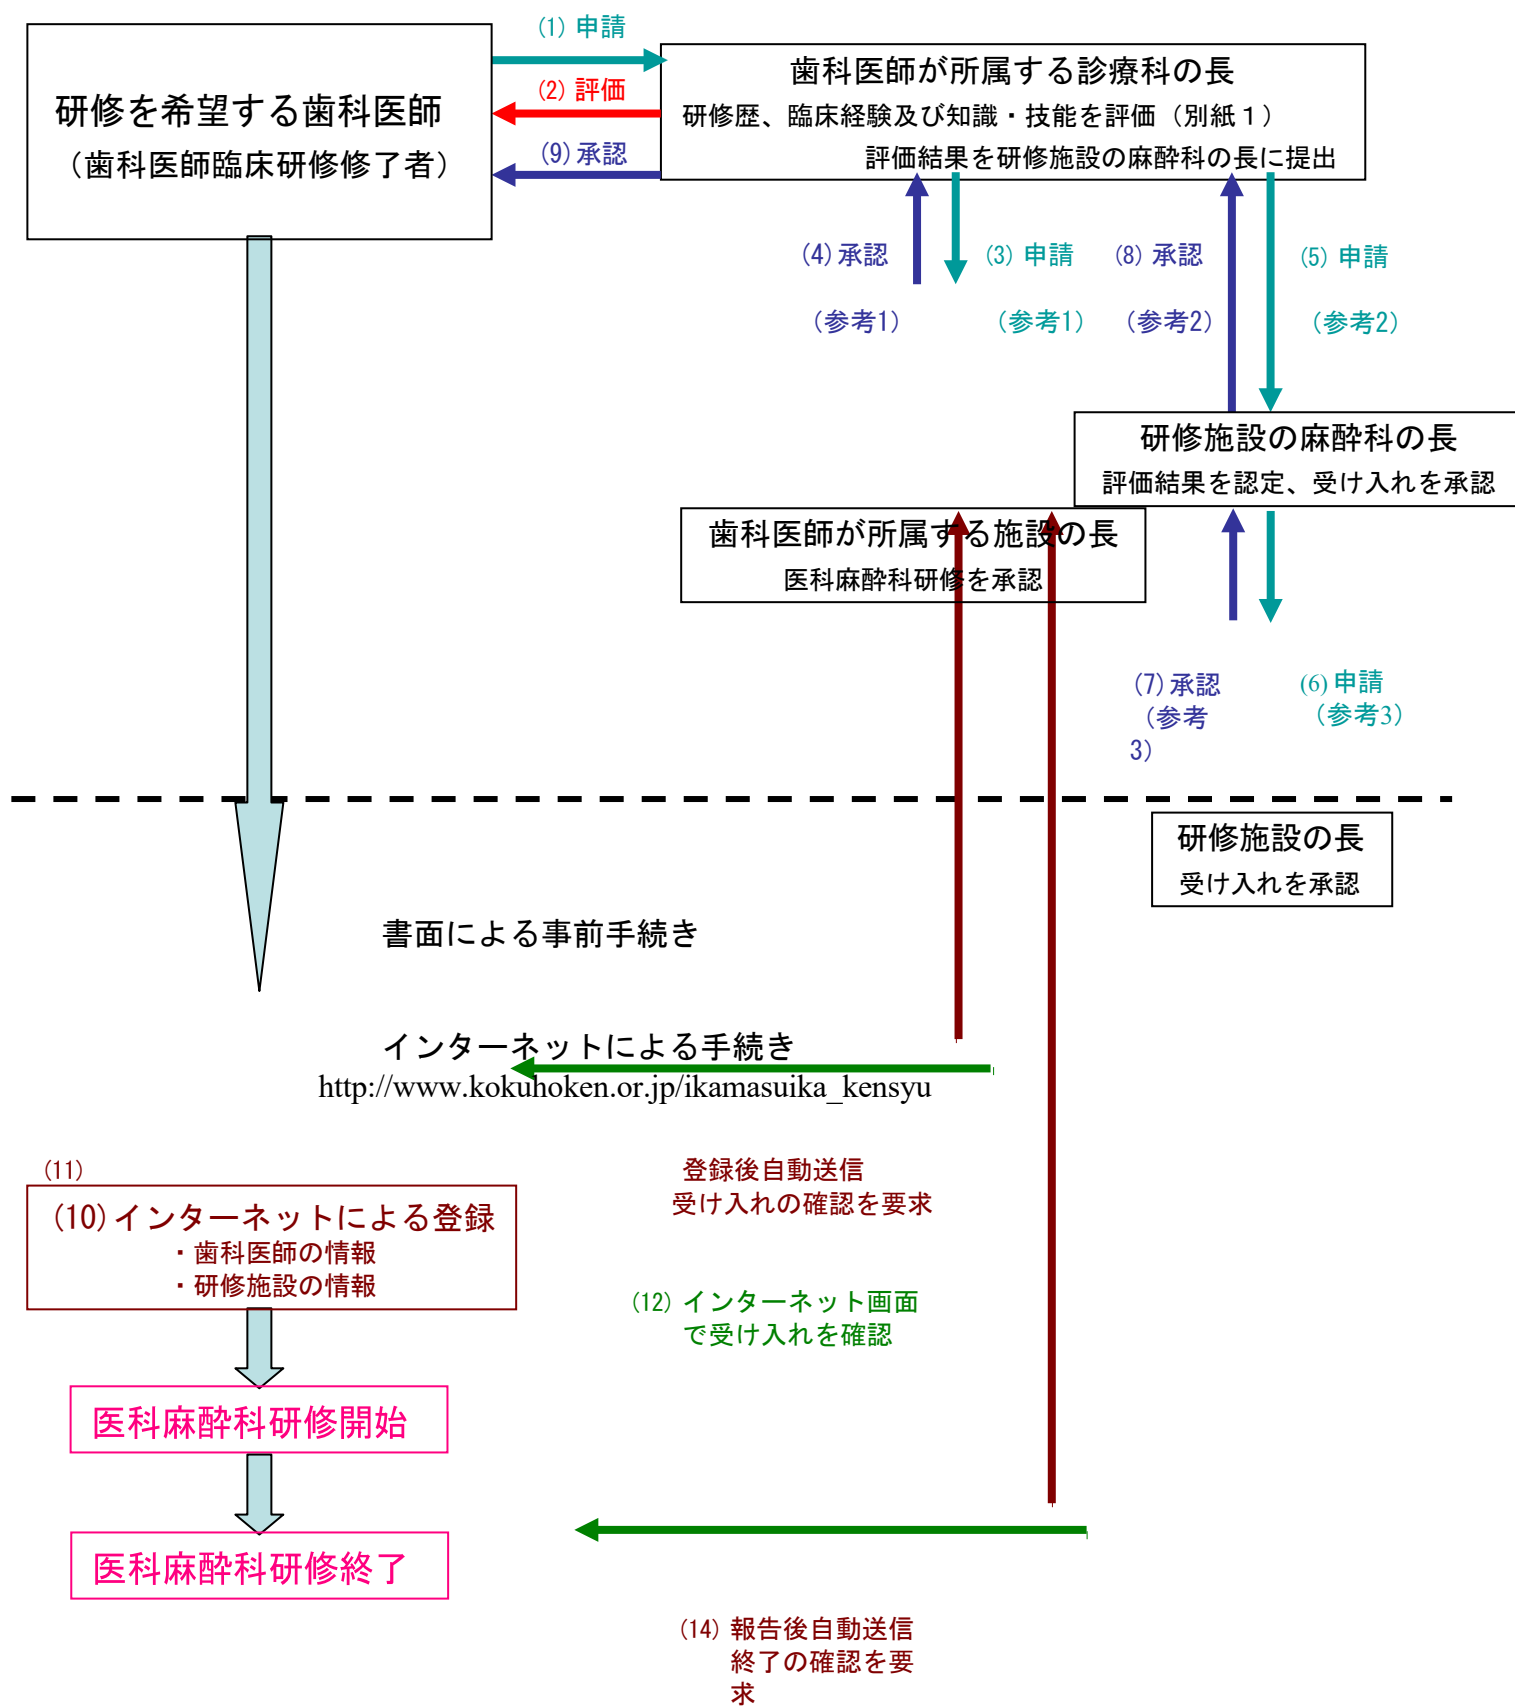 (1) 申請
研修を希望する歯科医師
（歯科医師臨床研修修了者）
(2) 評価
(9) 承認
歯科医師が所属する診療科の長
研修歴、臨床経験及び知識・技能を評価（別紙１）
評価結果を研修施設の麻酔科の長に提出
(4) 承認
(3) 申請
(8) 承認
(5) 申請
（参考1）
（参考1）
（参考2）
（参考2）
研修施設の麻酔科の長
評価結果を認定、受け入れを承認
歯科医師が所属する施設の長
医科麻酔科研修を承認
(7) 承認
（参考
3）
(6) 申請
（参考3）
研修施設の長
受け入れを承認
書面による事前手続き
インターネットによる手続き
http://www.kokuhoken.or.jp/ikamasuika_kensyu
(11)
登録後自動送信
受け入れの確認を要求
(10) インターネットによる登録
・歯科医師の情報
・研修施設の情報
(12) インターネット画面
で受け入れを確認
医科麻酔科研修開始
医科麻酔科研修終了
(14) 報告後自動送信
終了の確認を要
求